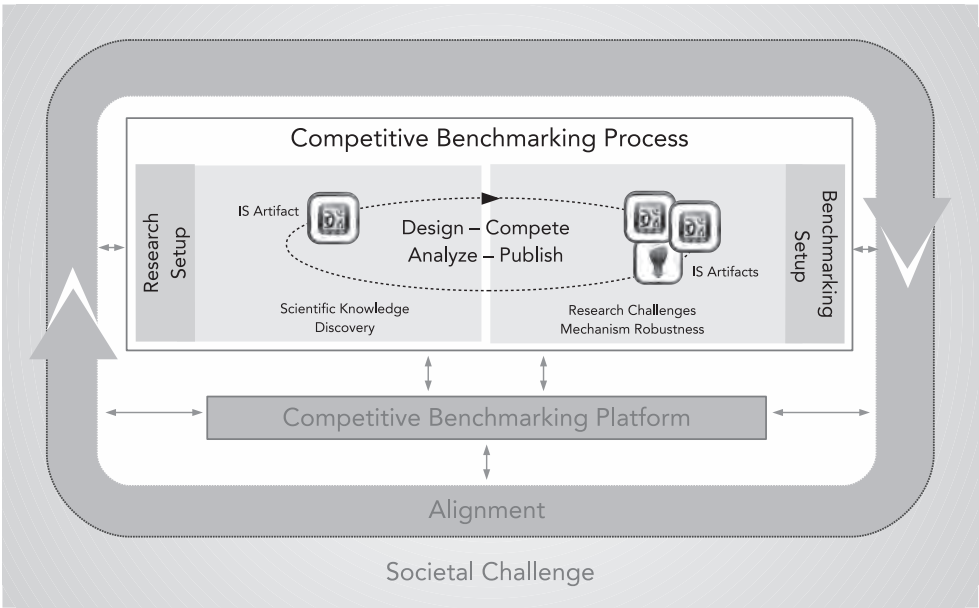 Competitive Benchmarking Process
Research
Setup
IS Artifact
Design – Compete
Analyze – Publish
IS Artifacts
Scientific Knowledge
Discovery
Research Challenges
Mechanism Robustness
Benchmarking
Setup
Competitive Benchmarking Platform
Alignment
Societal Challenge